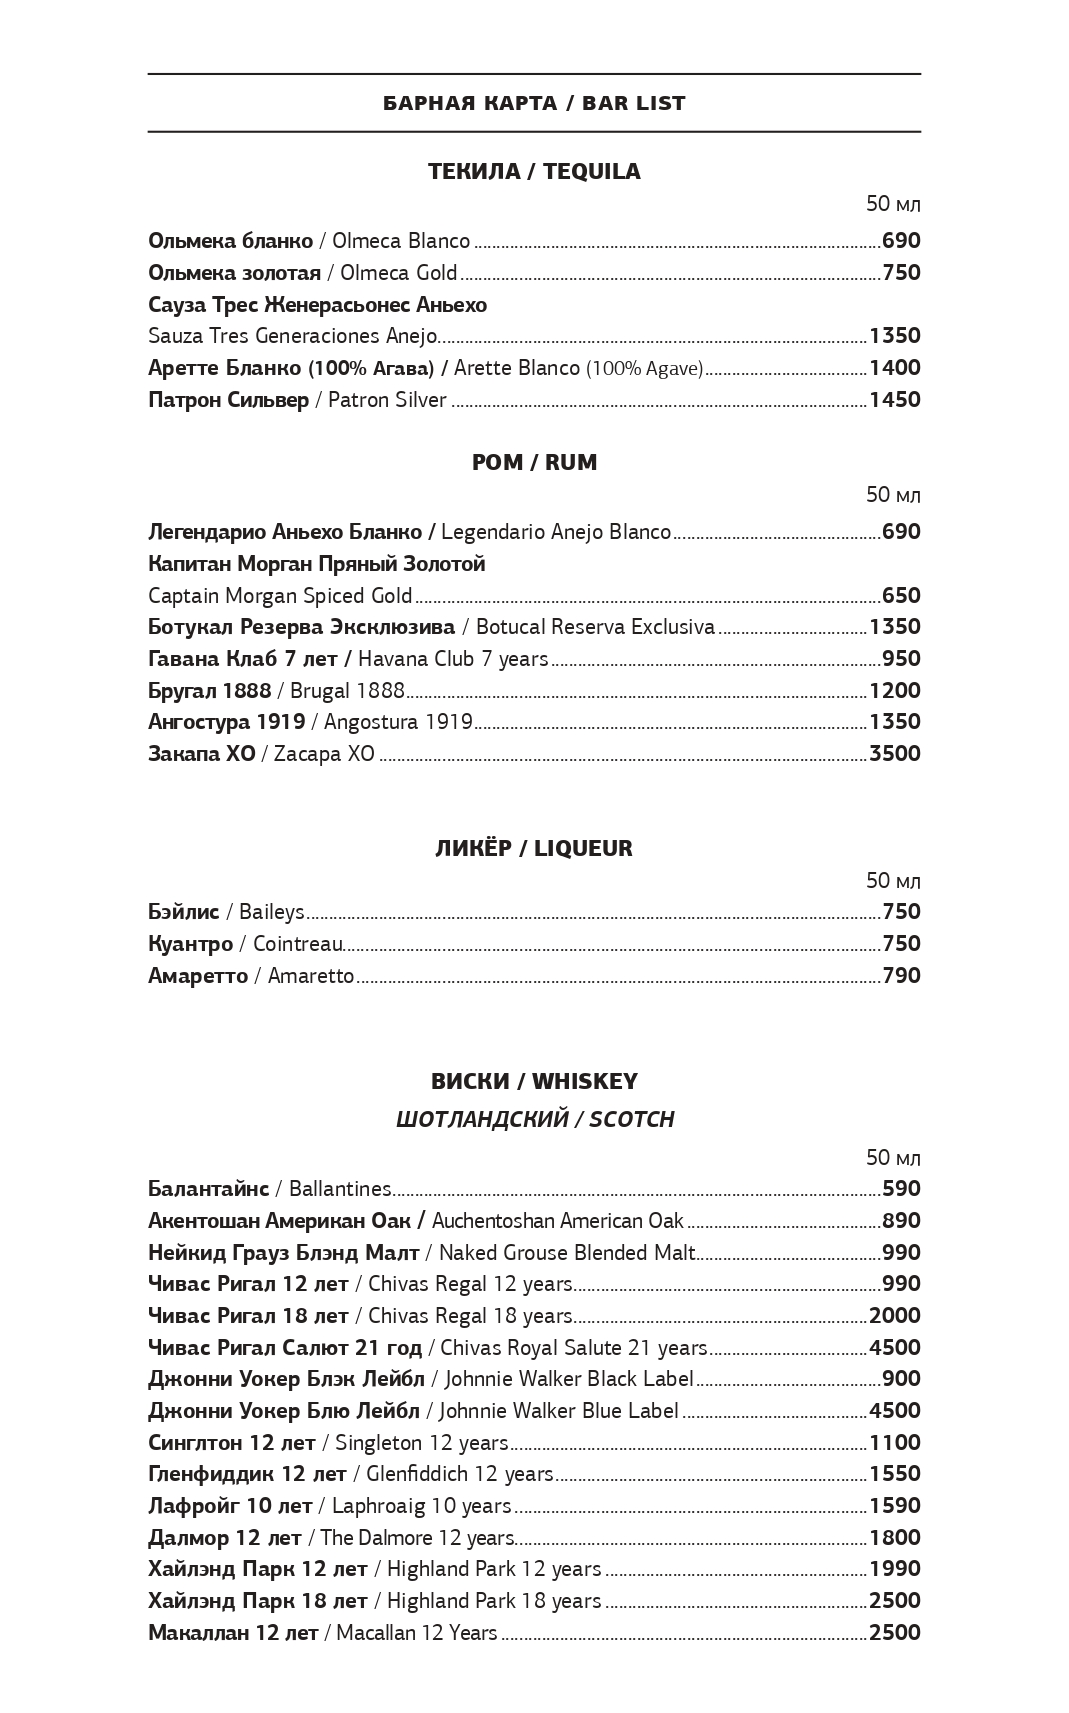 БАРНАЯ КАРТА / BAR LIST
ТЕКИЛА / TEQUILA
50 мл
Ольмека бланко / Olmeca Blanco 690
Ольмека золотая / Olmeca Gold 750
Сауза Трес Женерасьонес Аньехо
Sauza Tres Generaciones Anejo 1350
Аретте Бланко (100% Агава) / Arette Blanco (100% Agave) 1400
Патрон Сильвер / Patron Silver 1450
РОМ / RUM
50 мл
Легендарио Аньехо Бланко / Legendario Anejo Blanco 690
Капитан Морган Пряный Золотой
Captain Morgan Spiced Gold 650
Ботукал Резерва Эксклюзива / Botucal Reserva Exclusiva 1350
Гавана Клаб 7 лет / Havana Club 7 years 950
Бругал 1888 / Brugal 1888 1200
Ангостура 1919 / Angostura 1919 1350
Закапа ХО / Zacapa XO 3500
ЛИКЁР / LIQUEUR
50 мл
Бэйлис / Baileys 750
Куантро / Cointreau 750
Амаретто / Amaretto 790
ВИСКИ / WHISKEY
ШОТЛАНДСКИЙ / SCOTCH
50 мл
Балантайнс / Ballantines 590
Акентошан Американ Оак / Auchentoshan American Oak 890
Нейкид Грауз Блэнд Малт / Naked Grouse Blended Malt 990
Чивас Ригал 12 лет / Chivas Regal 12 years 990
Чивас Ригал 18 лет / Chivas Regal 18 years 2000
Чивас Ригал Салют 21 год / Chivas Royal Salute 21 years 4500
Джонни Уокер Блэк Лейбл / Johnnie Walker Black Label 900
Джонни Уокер Блю Лейбл / Johnnie Walker Blue Label 4500
Синглтон 12 лет / Singleton 12 years 1100
Гленфиддик 12 лет / Glenfiddich 12 years 1550
Лафройг 10 лет / Laphroaig 10 years 1590
Далмор 12 лет / The Dalmore 12 years 1800
Хайлэнд Парк 12 лет / Highland Park 12 years 1990
Хайлэнд Парк 18 лет / Highland Park 18 years 2500
Макаллан 12 лет / Macallan 12 Years 2500